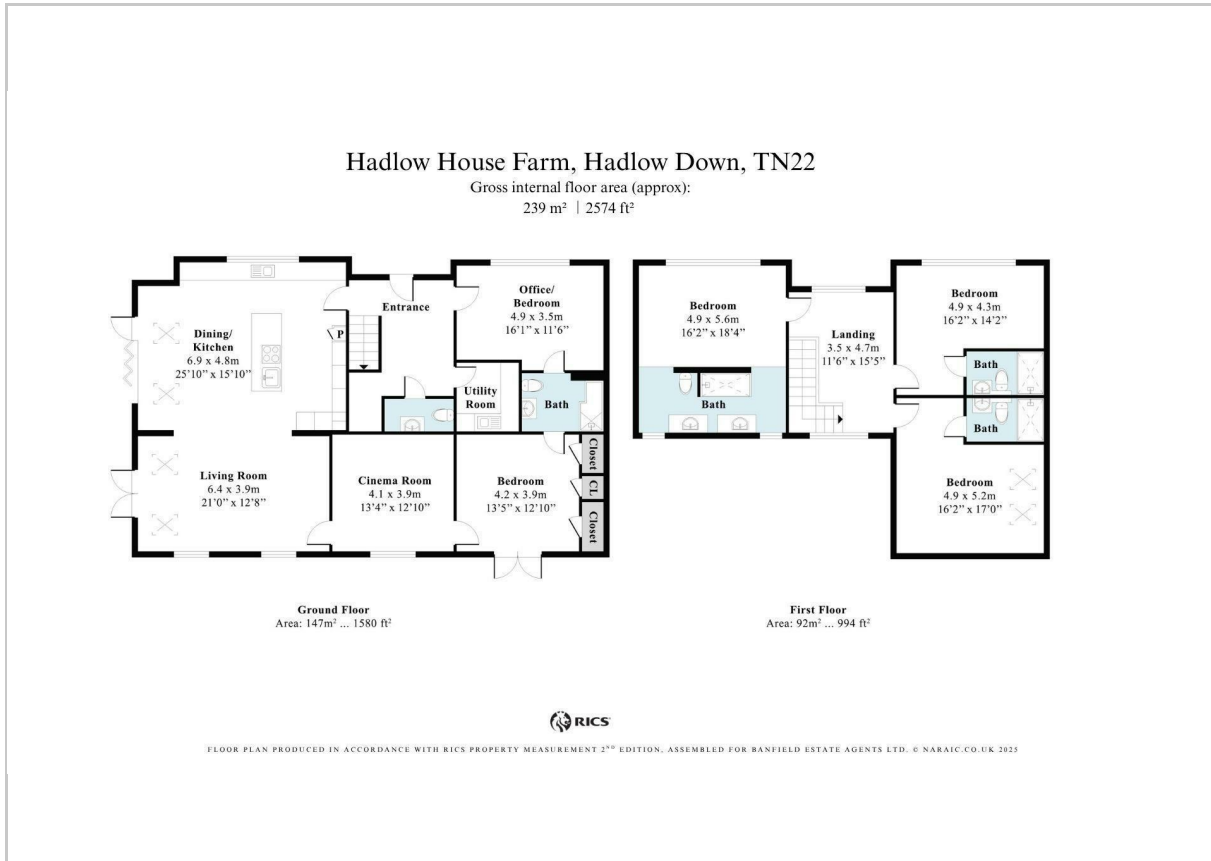 Hadlow House Farm, Hadlow Down, TN22
Gross internal floor area (approx):
239 m² | 2574 ft²
Dining/
Kitchen
6.9 x 4.8m
25'10" x 15'10"
P
Entrance
Office/
Bedroom
4.9 x 3.5m
16'1" x 11'6"
Utility
Room
Bath
Living Room
6.4 x 3.9m
21'0" x 12'8"
Cinema Room
4.1 x 3.9m
13'4" x 12'10"
Bedroom
4.2 x 3.9m
13'5" x 12'10"
Closet
CL
Closet
Ground Floor
Area: 147m² ... 1580 ft²
Bedroom
4.9 x 5.6m
16'2" x 18'4"
Bath
Landing
3.5 x 4.7m
11'6" x 15'5"
Bedroom
4.9 x 4.3m
16'2" x 14'2"
Bath
Bath
Bedroom
4.9 x 5.2m
16'2" x 17'0"
First Floor
Area: 92m² ... 994 ft²
RICS
FLOOR PLAN PRODUCED IN ACCORDANCE WITH RICS PROPERTY MEASUREMENT 2ND EDITION, ASSEMBLED FOR BANFIELD ESTATE AGENTS LTD. © NARAIC.CO.UK 2025